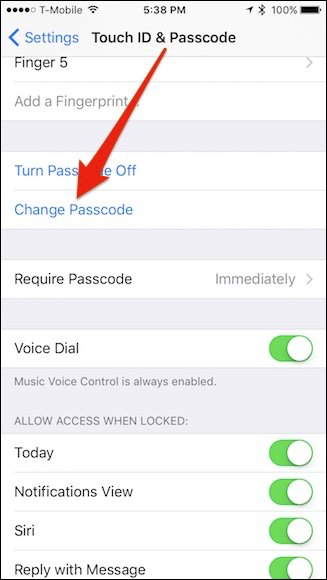 T-Mobile 5:38 PM 100%
Settings Touch ID & Passcode
Finger 5
Add a Fingerprint...
Turn Off
Change Passcode
Require Passcode Immediately
Voice Dial
Music Voice Control is always enabled.
ALLOW ACCESS WHEN LOCKED:
Today
Notifications View
Siri
Reply with Message